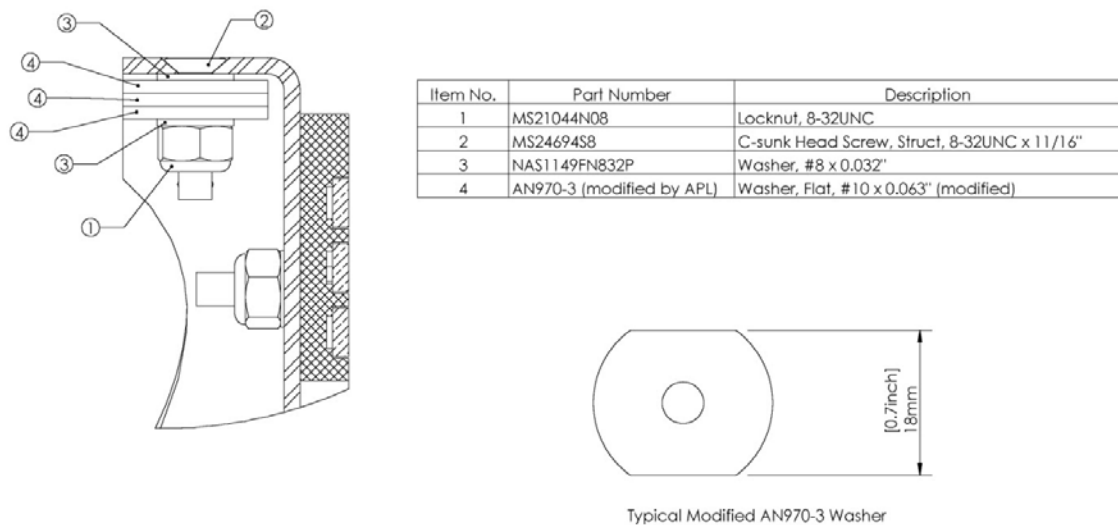 ③
②
④
④
④
③
①
Item No. Part Number Description
1 MS21044N08 Locknut, 8-32UNC
2 MS24694S8 C-sunk Head Screw, Struct, 8-32UNC x 11/16"
3 NAS1149FN832P Washer, #8 x 0.032"
4 AN970-3 (modified by APL) Washer, Flat, #10 x 0.063" (modified)
[0.7inch]
18mm
Typical Modified AN970-3 Washer